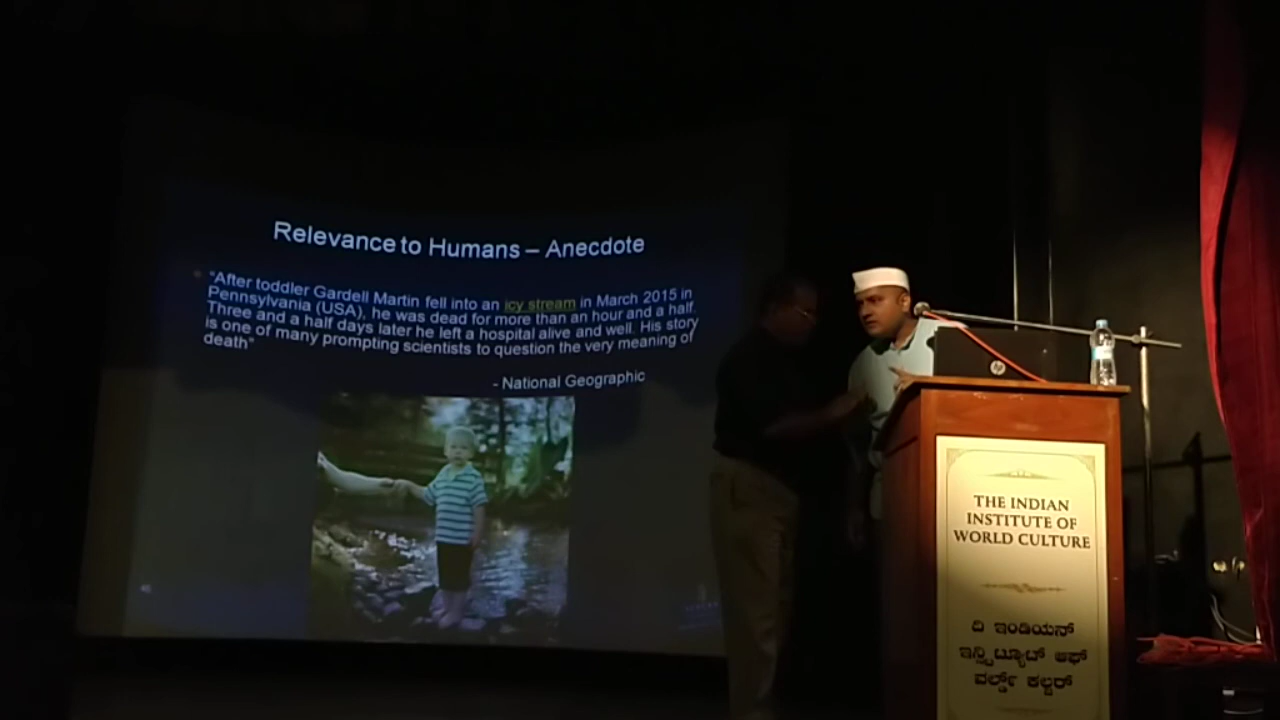 Relevance to Humans – Anecdote
“After toddler Gardell Martin fell into an icy stream in March 2015 in
Pennsylvania (USA), he was dead for more than an hour and a half.
Three and a half days later he left a hospital alive and well. His story
is one of many prompting scientists to question the very meaning of
death”
- National Geographic
hp
THE INDIAN
INSTITUTE OF
WORLD CULTURE
ದಿ ಇಂಡಿಯನ್
ಇನ್ಸ್ಟಿಟ್ಯೂಟ್ ಆಫ್
ವರ್ಲ್ಡ್ ಕಲ್ಚರ್